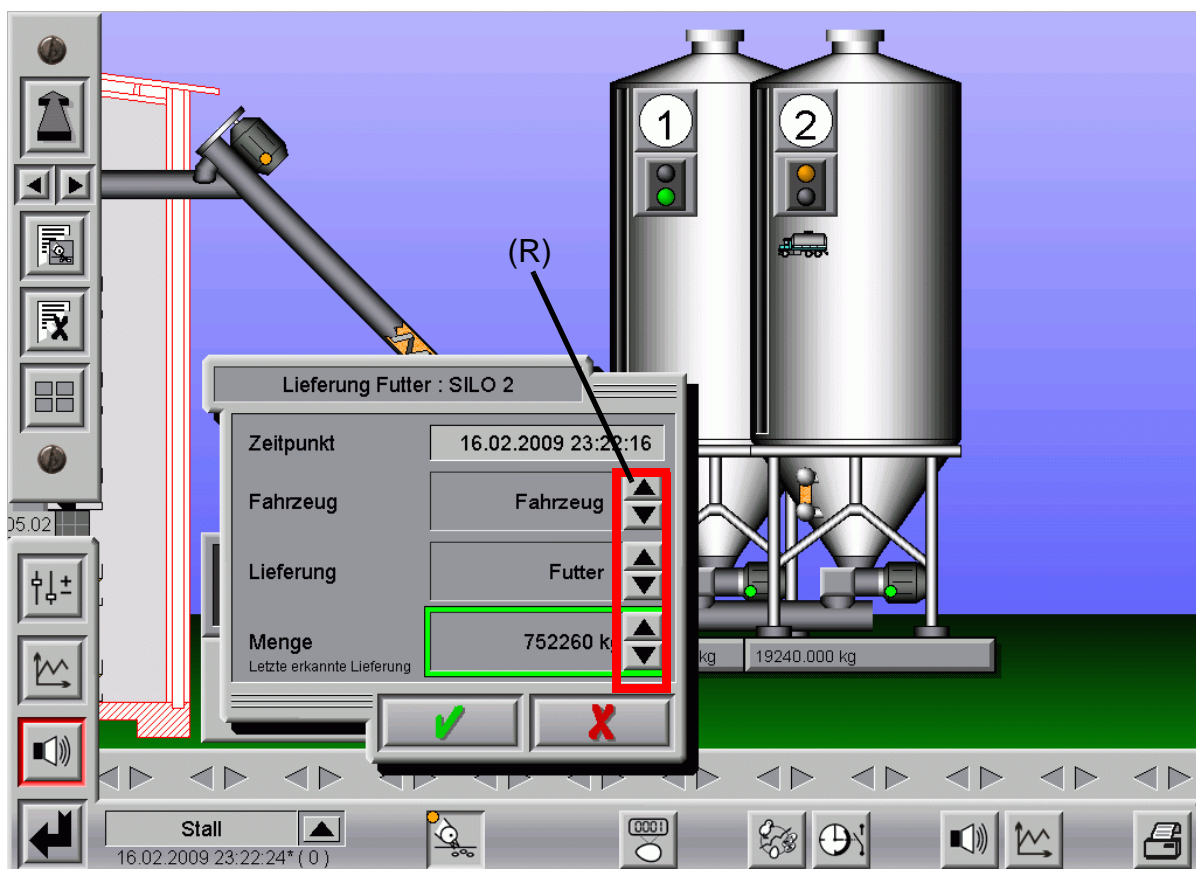 1
2
(R)
Lieferung Futter : SILO 2
Zeitpunkt 16.02.2009 23:22:16
Fahrzeug Fahrzeug
05.02
Lieferung Futter
Menge 752260 kg
Letzte erkannte Lieferung
kg 19240.000 kg
Stall
16.02.2009 23:22:24* ( 0 )
0001